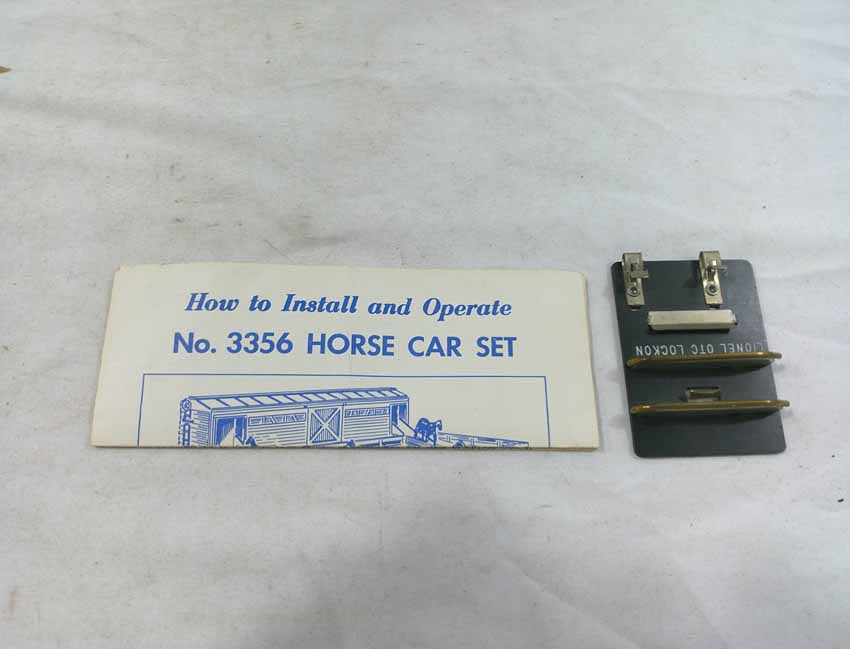 How to Install and Operate
No. 3356 HORSE CAR SET
LIONEL OTC LOCKON